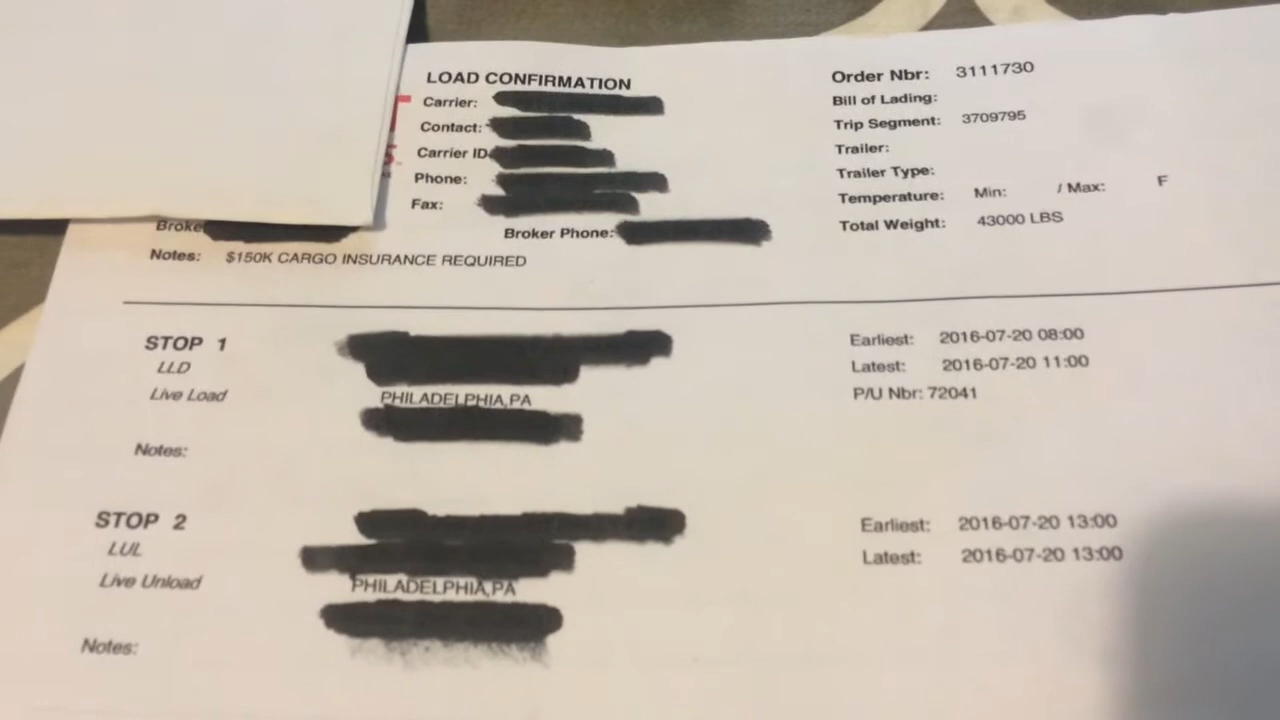 LOAD CONFIRMATION
Carrier:
Contact:
Carrier ID
Phone:
Fax:
Order Nbr: 3111730
Bill of Lading:
Trip Segment: 3709795
Trailer:
Trailer Type:
Temperature: Min: / Max: F
Total Weight: 43000 LBS
Broke
Broker Phone:
Notes: $150K CARGO INSURANCE REQUIRED
STOP 1
LLD
Live Load
PHILADELPHIA,PA
Notes:
Earliest: 2016-07-20 08:00
Latest: 2016-07-20 11:00
P/U Nbr: 72041
STOP 2
LUL
Live Unload
PHILADELPHIA,PA
Notes:
Earliest: 2016-07-20 13:00
Latest: 2016-07-20 13:00